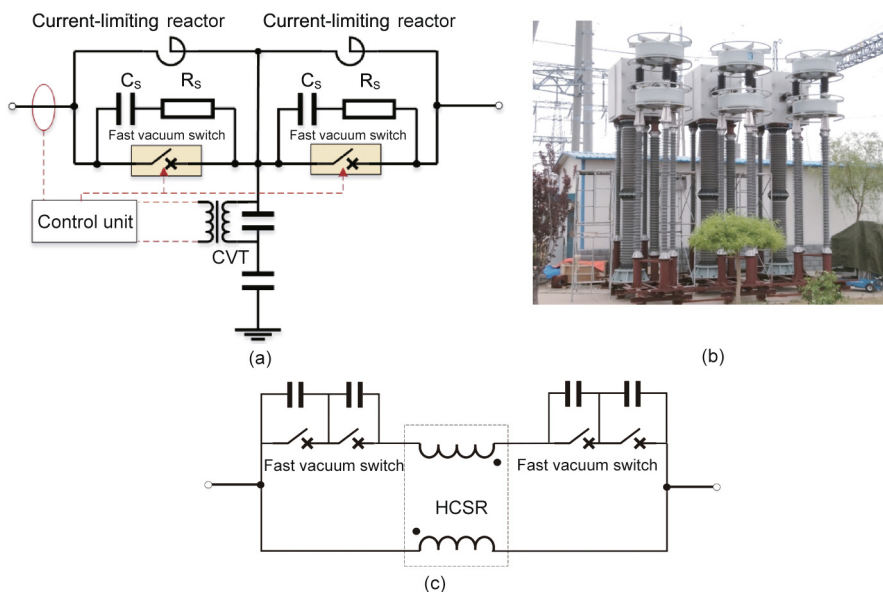 Current-limiting reactor Current-limiting reactor
Cs Rs Cs Rs
Fast vacuum switch Fast vacuum switch
Control unit
CVT
(a)
(b)
Fast vacuum switch Fast vacuum switch
HCSR
(c)